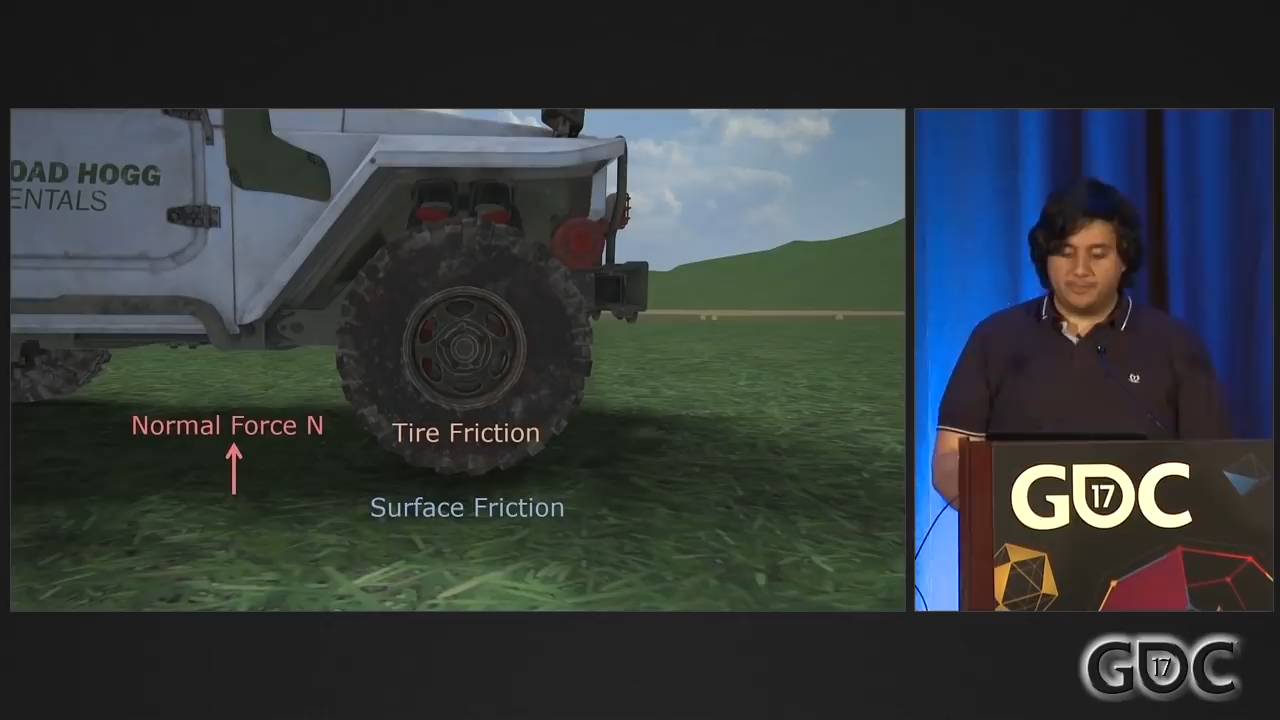 OAD HOGG
ENTALS
Normal Force N
Tire Friction
Surface Friction
GDC
17
GDC
17